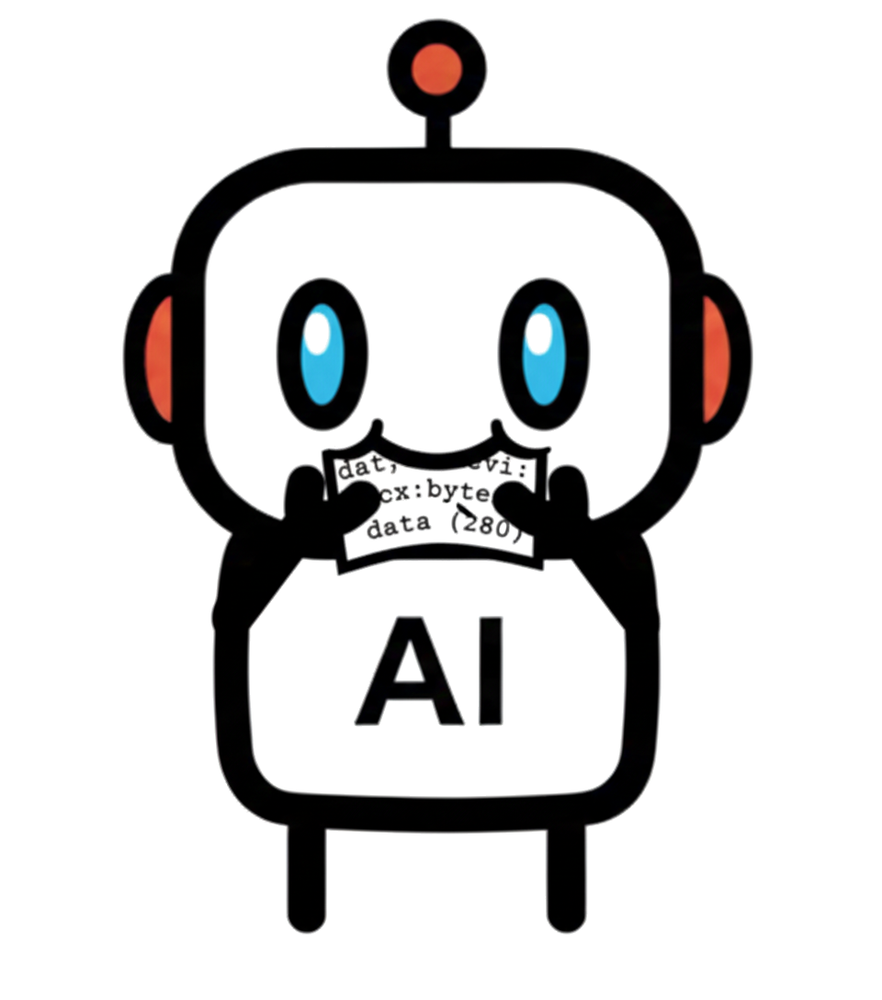 dat, evi:
cx:byte
data (280)
AI